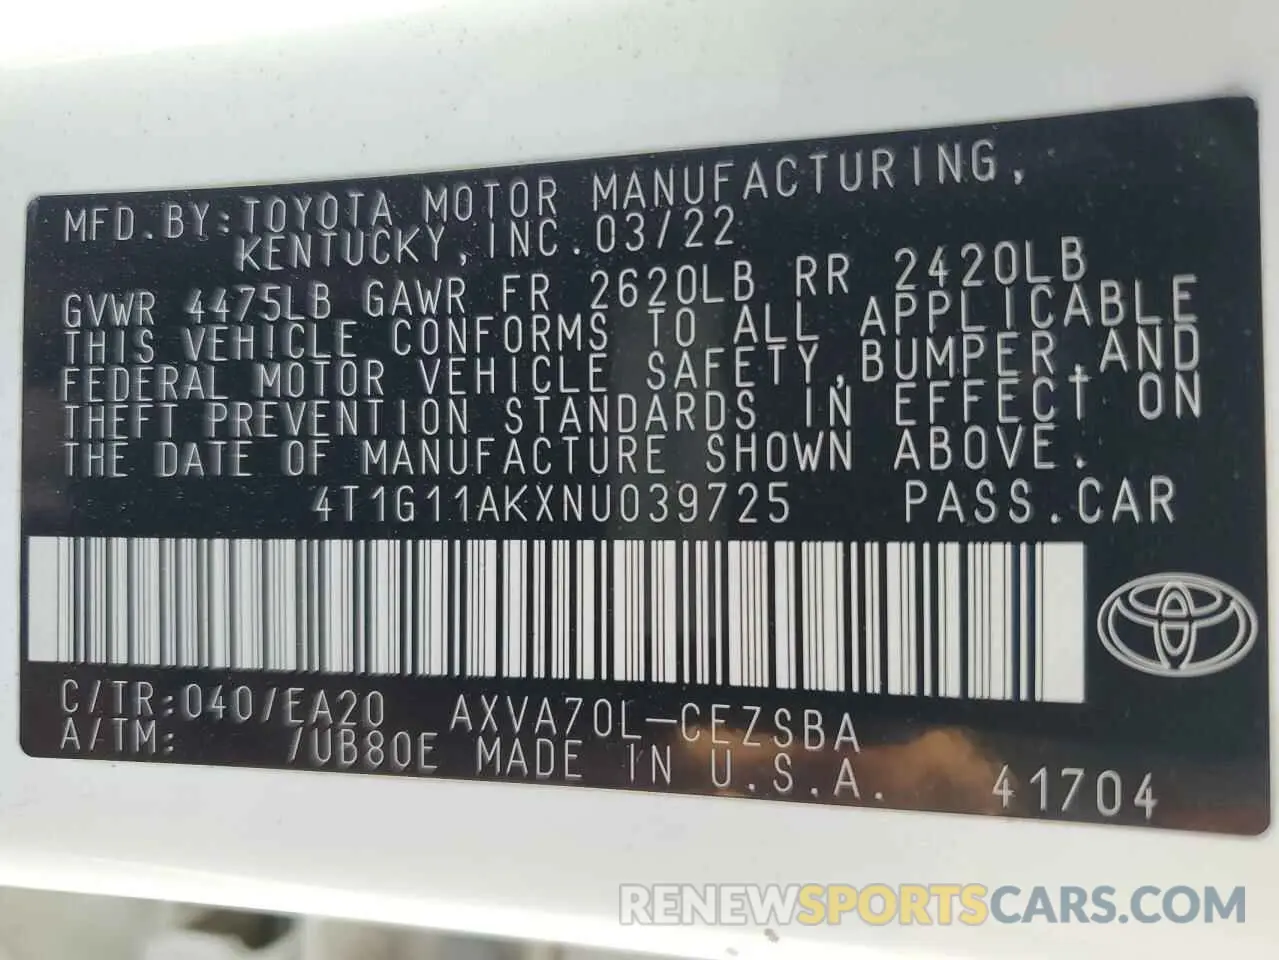 MFD.BY:TOYOTA MOTOR MANUFACTURING,
KENTUCKY,INC.03/22
GVWR 4475LB GAWR FR 2620LB RR 2420LB
THIS VEHICLE CONFORMS TO ALL APPLICABLE
FEDERAL MOTOR VEHICLE SAFETY,BUMPER,AND
THEFT PREVENTION STANDARDS IN EFFECT ON
THE DATE OF MANUFACTURE SHOWN ABOVE.
4T1G11AKXNU039725 PASS.CAR
C/TR:040/EA20 AXVA70L-CEZSBA
A/TM: /UB80E MADE IN U.S.A. 41704
RENEWSPORTSCARS.COM